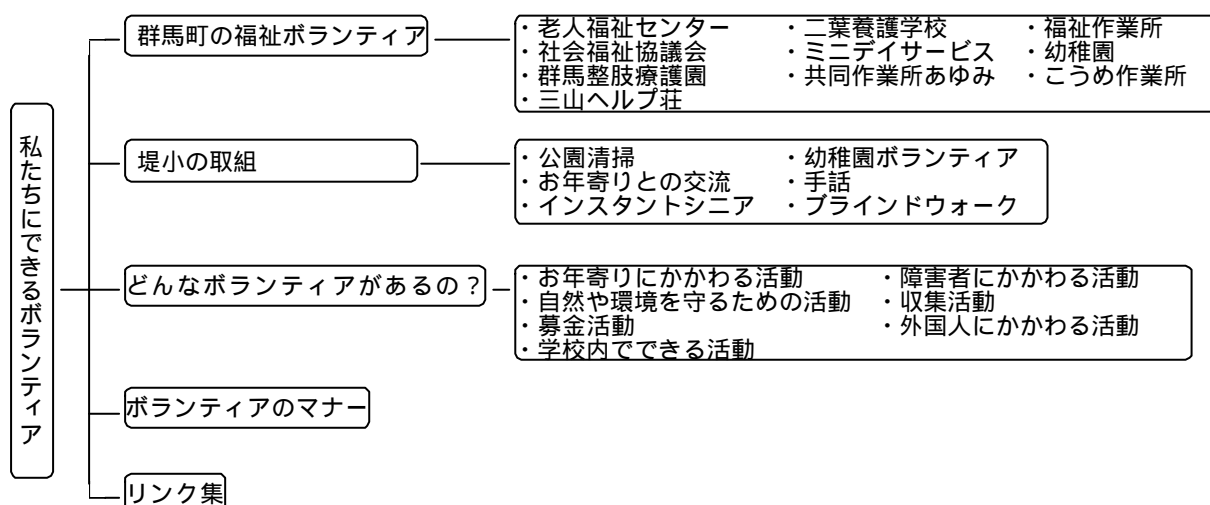 私たちにできるボランティア
群馬町の福祉ボランティア
・老人福祉センター ・二葉養護学校 ・福祉作業所
・社会福祉協議会 ・ミニデイサービス ・幼稚園
・群馬整肢療護園 ・共同作業所あゆみ ・こうめ作業所
・三山ヘルプ荘
堤小の取組
・公園清掃 ・幼稚園ボランティア
・お年寄りとの交流 ・手話
・インスタントシニア ・ブラインドウォーク
どんなボランティアがあるの?
・お年寄りにかかわる活動 ・障害者にかかわる活動
・自然や環境を守るための活動 ・収集活動
・募金活動 ・外国人にかかわる活動
・学校内でできる活動
ボランティアのマナー
リンク集